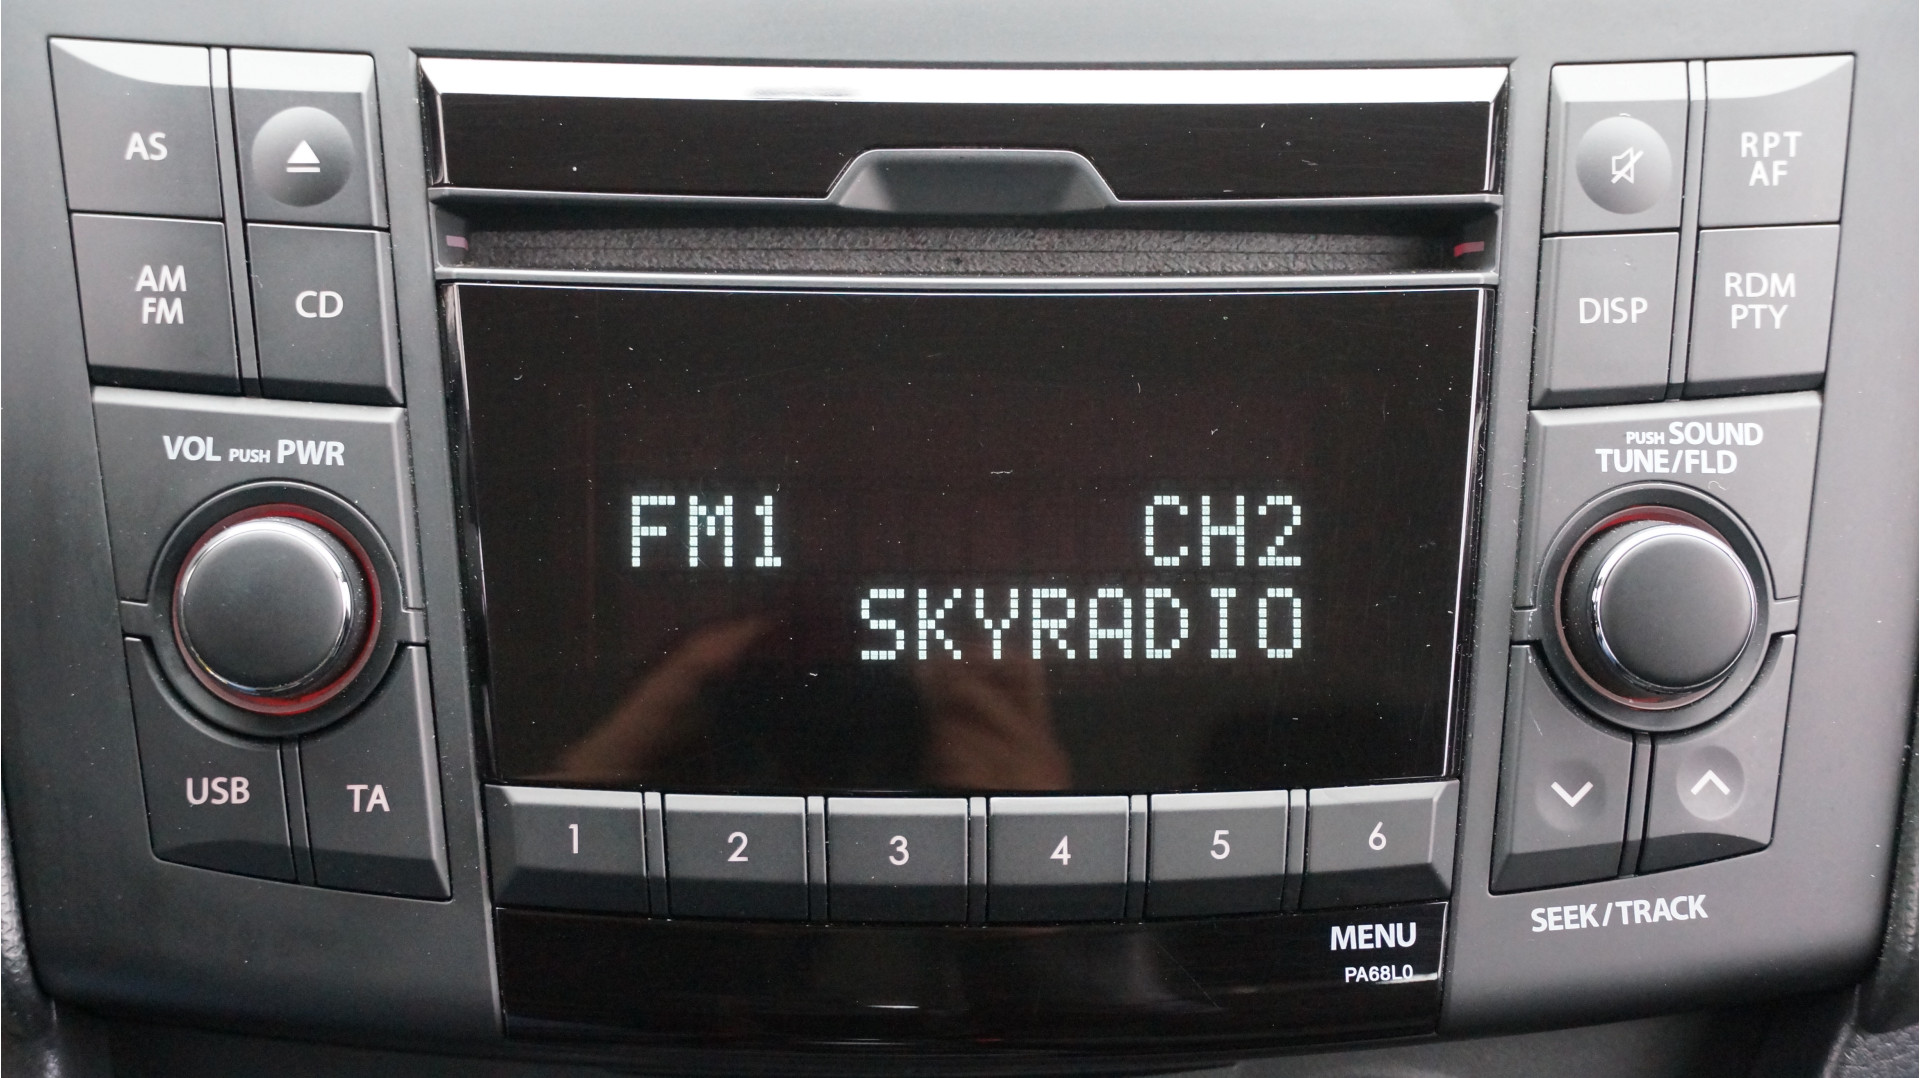 AS
RPT
AF
AM
FM
CD
DISP
RDM
PTY
VOL PUSH PWR
PUSH SOUND
TUNE/FLD
FM1 CH2
SKYRADIO
USB
TA
1 2 3 4 5 6
SEEK/TRACK
MENU
PA68L0